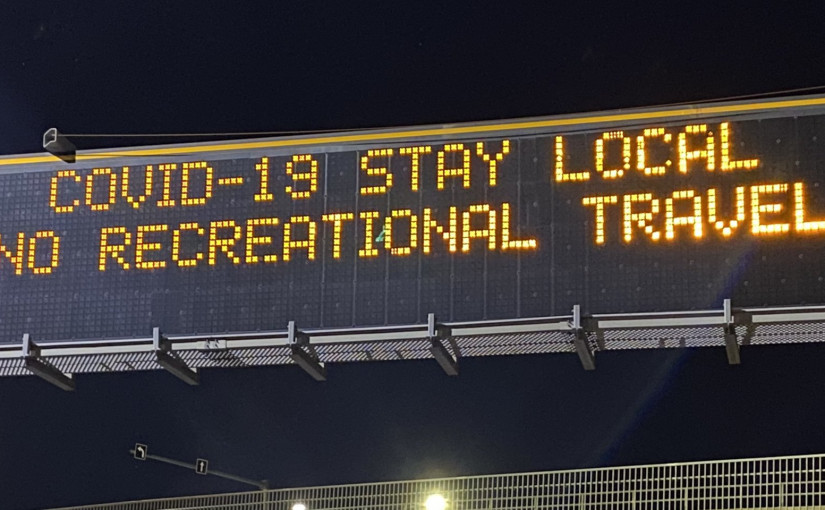 COVID-19 STAY LOCAL
NO RECREATIONAL TRAVEL